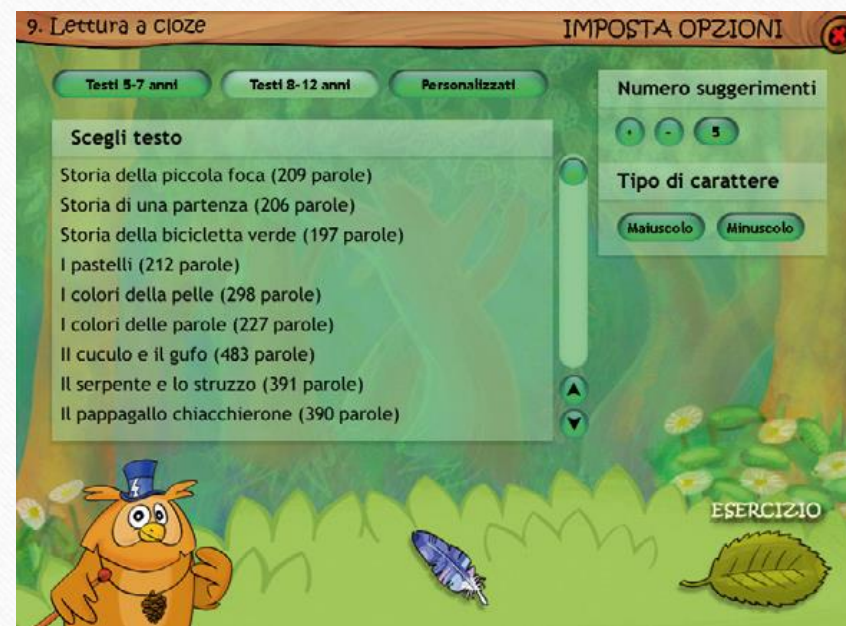 9. Lettura a cloze
IMPOSTA OPZIONI
Testi 5-7 anni
Testi 8-12 anni
Personalizzati
Scegli testo
Storia della piccola foca (209 parole)
Storia di una partenza (206 parole)
Storia della bicicletta verde (197 parole)
I pastelli (212 parole)
I colori della pelle (298 parole)
I colori delle parole (227 parole)
Il cuculo e il gufo (483 parole)
Il serpente e lo struzzo (391 parole)
Il pappagallo chiacchierone (390 parole)
Numero suggerimenti
+ - 5
Tipo di carattere
Maiuscolo
Minuscolo
ESERCIZIO